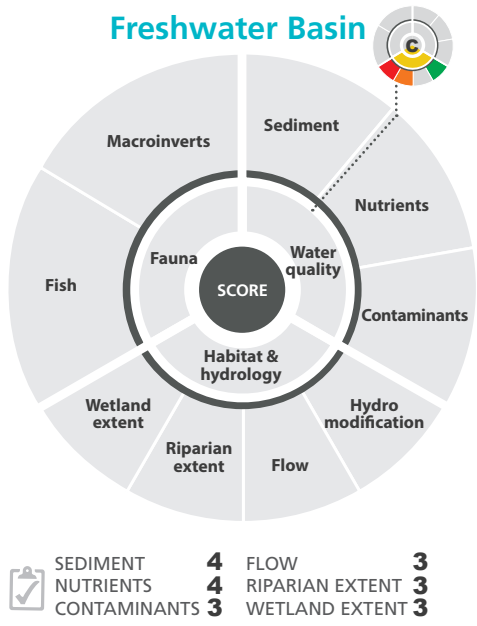 Freshwater Basin
C
Macroinverts
Sediment
Nutrients
Fish
Fauna
Water
quality
SCORE
Contaminants
Habitat &
hydrology
Wetland
extent
Riparian
extent
Flow
Hydro
modification
SEDIMENT 4
NUTRIENTS 4
CONTAMINANTS 3
FLOW 3
RIPARIAN EXTENT 3
WETLAND EXTENT 3